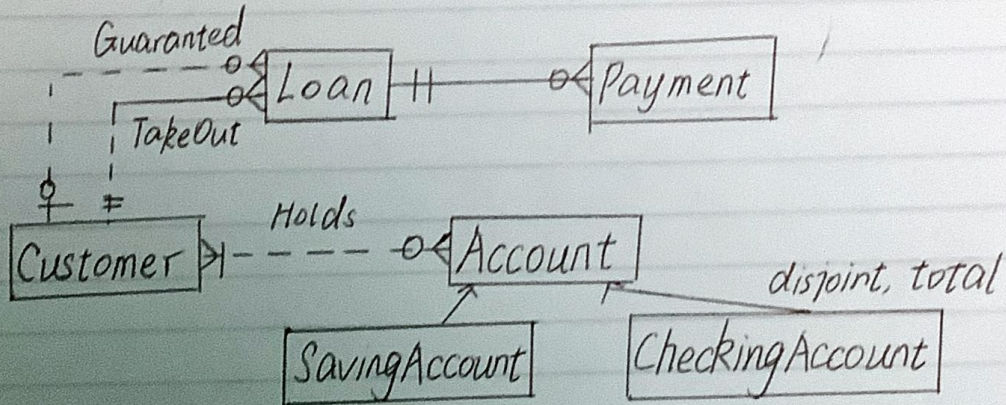 Guaranted
Loan
Payment
TakeOut
Holds
Customer
Account
disjoint, total
SavingAccount
CheckingAccount